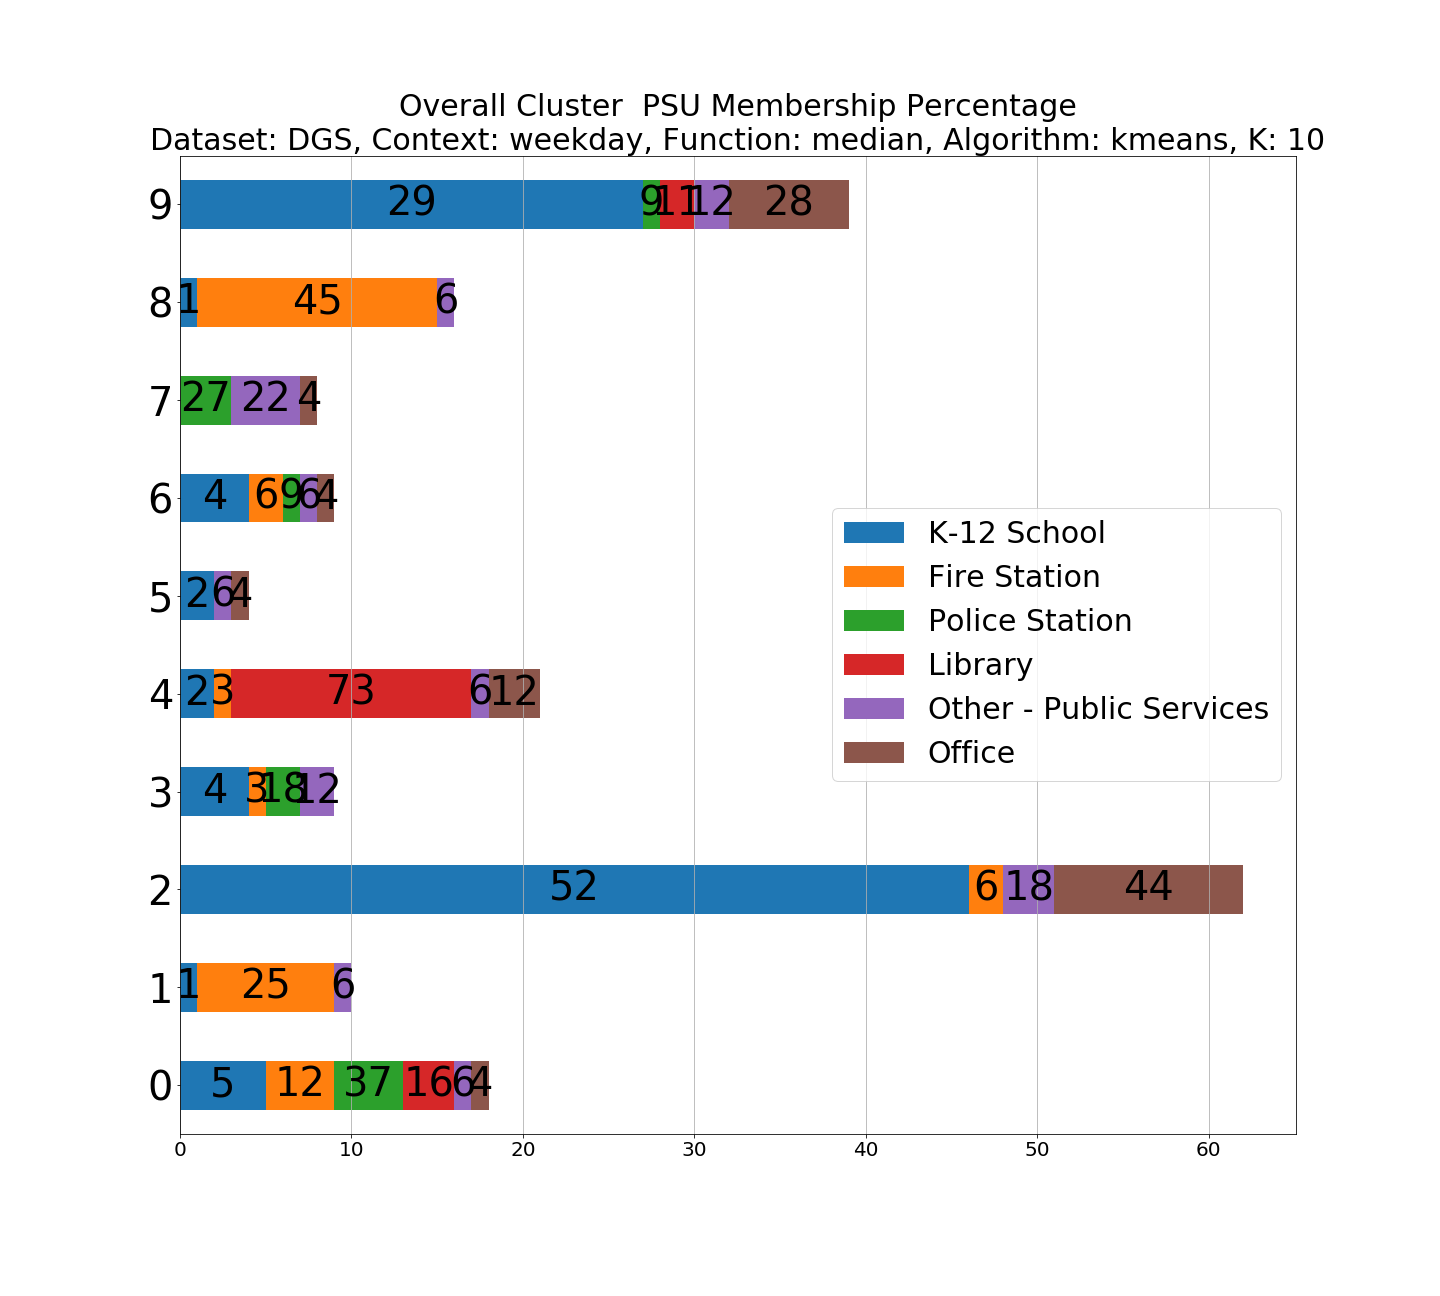 Overall Cluster  PSU Membership Percentage
Dataset: DGS, Context: weekday, Function: median, Algorithm: kmeans, K: 10
9 29 9 11 12 28
8 1 45 6
7 27 22 4
6 4 6 9 6 4
5 2 6 4
4 2 3 73 6 12
3 4 3 18 12
2 52 6 18 44
1 1 25 6
0 5 12 37 16 6 4
K-12 School
Fire Station
Police Station
Library
Other - Public Services
Office
0 10 20 30 40 50 60